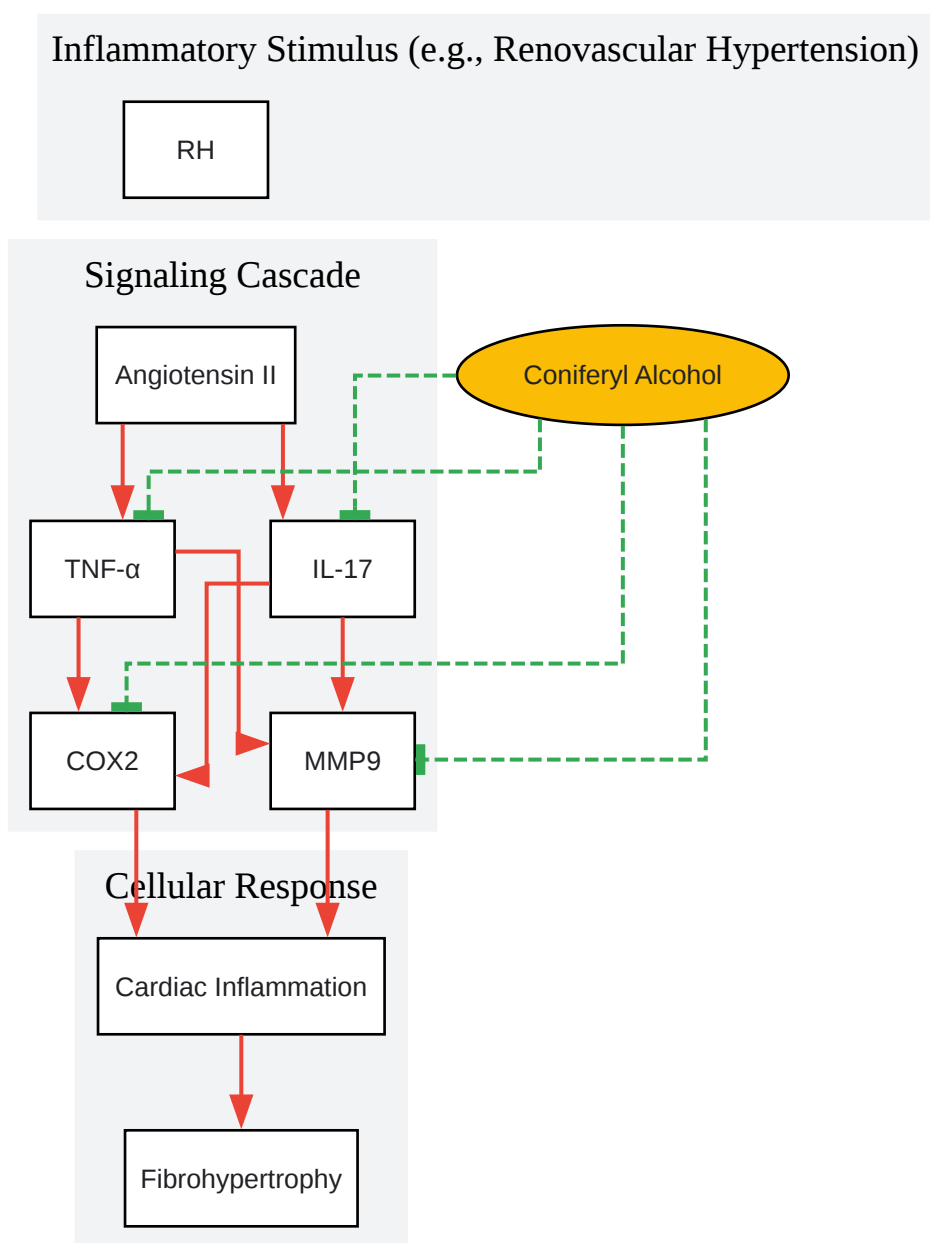 Inflammatory Stimulus (e.g., Renovascular Hypertension)
RH
Signaling Cascade
Angiotensin II
Coniferyl Alcohol
TNF-α
IL-17
COX2
MMP9
Cellular Response
Cardiac Inflammation
Fibrohypertrophy